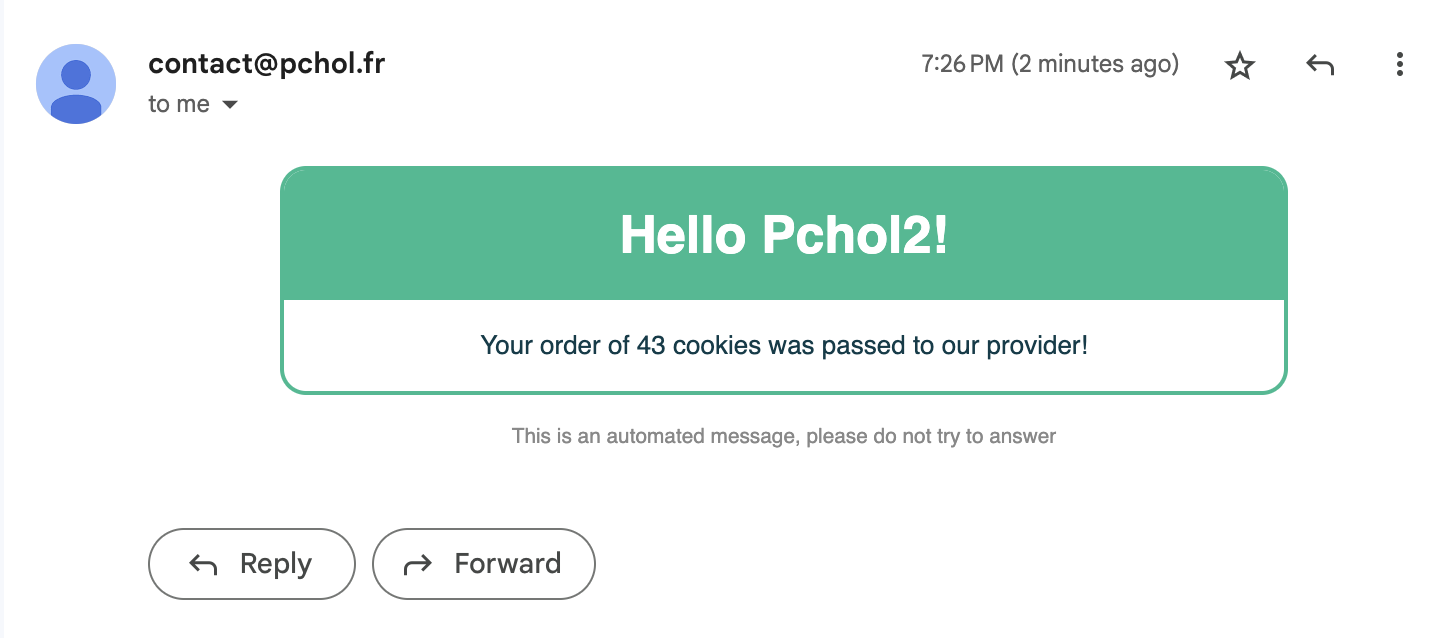 contact@pchol.fr
7:26 PM (2 minutes ago)
to me
Hello Pchol2!
Your order of 43 cookies was passed to our provider!
This is an automated message, please do not try to answer
Reply
Forward